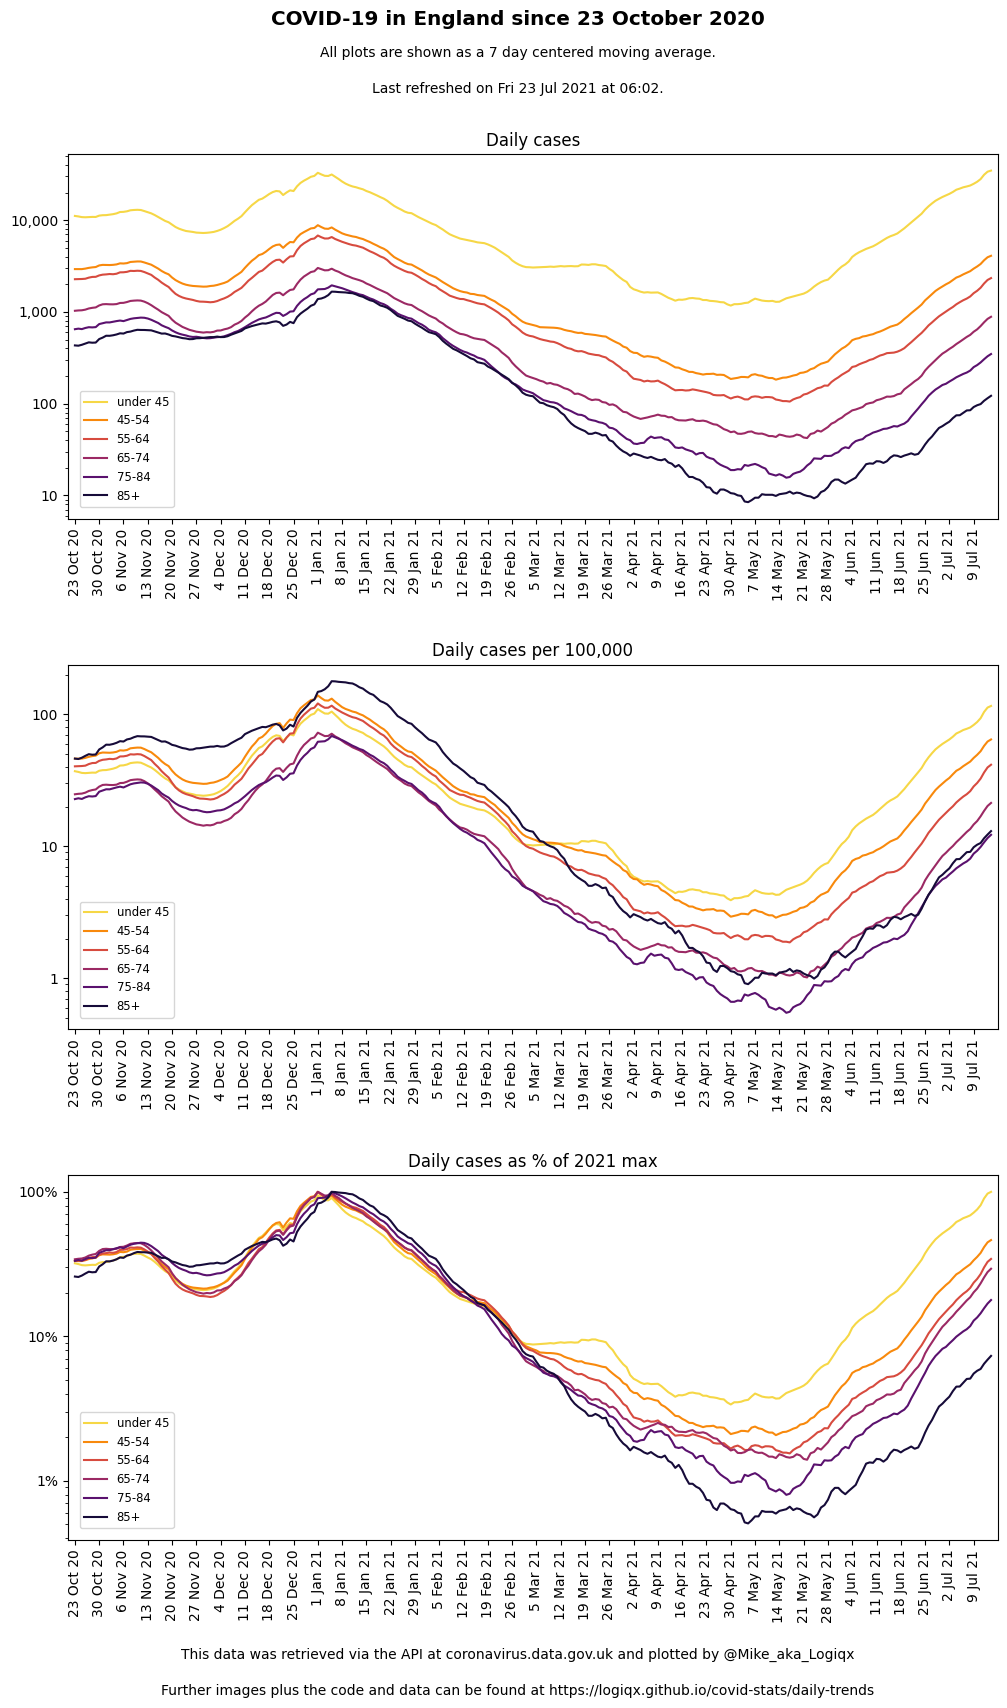 COVID-19 in England since 23 October 2020
All plots are shown as a 7 day centered moving average.
Last refreshed on Fri 23 Jul 2021 at 06:02.
Daily cases
10,000
1,000
100
10
under 45
45-54
55-64
65-74
75-84
85+
23 Oct 20
30 Oct 20
6 Nov 20
13 Nov 20
20 Nov 20
27 Nov 20
4 Dec 20
11 Dec 20
18 Dec 20
25 Dec 20
1 Jan 21
8 Jan 21
15 Jan 21
22 Jan 21
29 Jan 21
5 Feb 21
12 Feb 21
19 Feb 21
26 Feb 21
5 Mar 21
12 Mar 21
19 Mar 21
26 Mar 21
2 Apr 21
9 Apr 21
16 Apr 21
23 Apr 21
30 Apr 21
7 May 21
14 May 21
21 May 21
28 May 21
4 Jun 21
11 Jun 21
18 Jun 21
25 Jun 21
2 Jul 21
9 Jul 21
Daily cases per 100,000
100
10
1
under 45
45-54
55-64
65-74
75-84
85+
23 Oct 20
30 Oct 20
6 Nov 20
13 Nov 20
20 Nov 20
27 Nov 20
4 Dec 20
11 Dec 20
18 Dec 20
25 Dec 20
1 Jan 21
8 Jan 21
15 Jan 21
22 Jan 21
29 Jan 21
5 Feb 21
12 Feb 21
19 Feb 21
26 Feb 21
5 Mar 21
12 Mar 21
19 Mar 21
26 Mar 21
2 Apr 21
9 Apr 21
16 Apr 21
23 Apr 21
30 Apr 21
7 May 21
14 May 21
21 May 21
28 May 21
4 Jun 21
11 Jun 21
18 Jun 21
25 Jun 21
2 Jul 21
9 Jul 21
Daily cases as % of 2021 max
100%
10%
1%
under 45
45-54
55-64
65-74
75-84
85+
23 Oct 20
30 Oct 20
6 Nov 20
13 Nov 20
20 Nov 20
27 Nov 20
4 Dec 20
11 Dec 20
18 Dec 20
25 Dec 20
1 Jan 21
8 Jan 21
15 Jan 21
22 Jan 21
29 Jan 21
5 Feb 21
12 Feb 21
19 Feb 21
26 Feb 21
5 Mar 21
12 Mar 21
19 Mar 21
26 Mar 21
2 Apr 21
9 Apr 21
16 Apr 21
23 Apr 21
30 Apr 21
7 May 21
14 May 21
21 May 21
28 May 21
4 Jun 21
11 Jun 21
18 Jun 21
25 Jun 21
2 Jul 21
9 Jul 21
This data was retrieved via the API at coronavirus.data.gov.uk and plotted by @Mike_aka_Logiqx
Further images plus the code and data can be found at https://logiqx.github.io/covid-stats/daily-trends